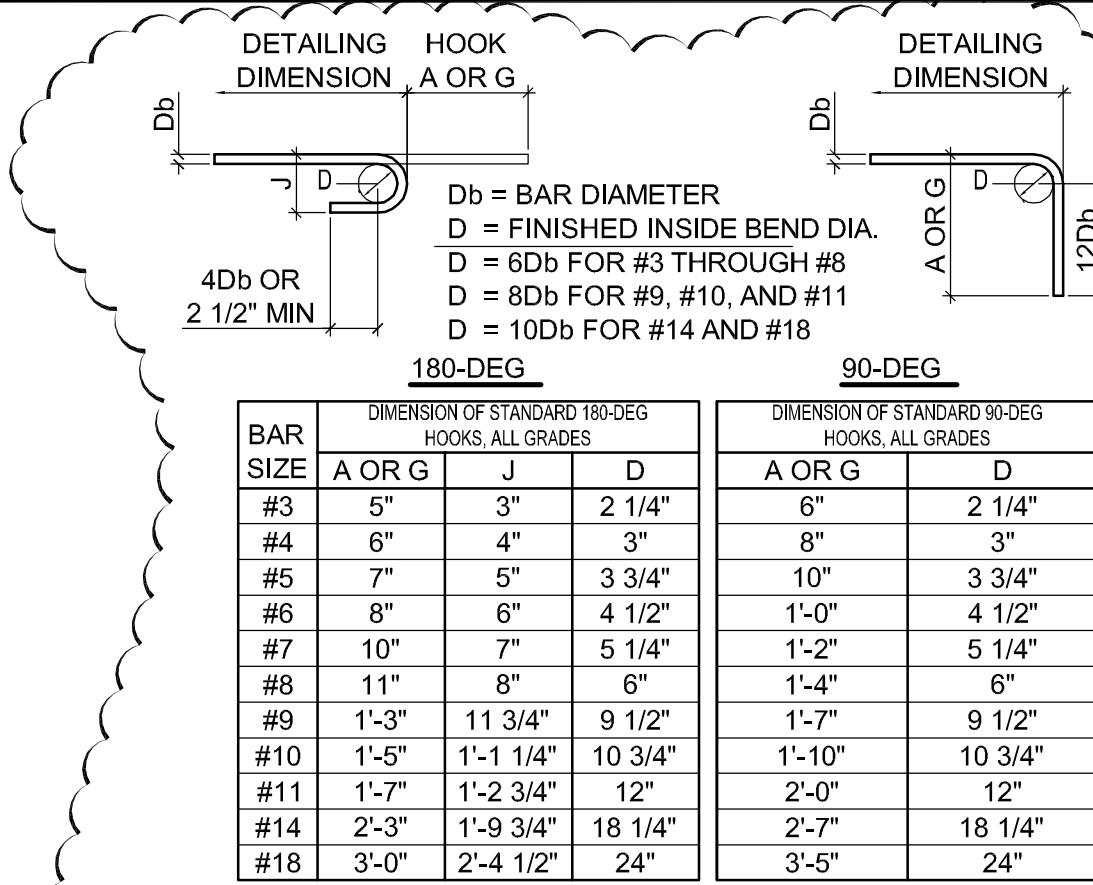 DETAILING HOOK
DIMENSION A OR G
Db
J
D
4Db OR
2 1/2" MIN
Db = BAR DIAMETER
D = FINISHED INSIDE BEND DIA.
D = 6Db FOR #3 THROUGH #8
D = 8Db FOR #9, #10, AND #11
D = 10Db FOR #14 AND #18
DETAILING
DIMENSION
Db
A OR G
D
12Db
180-DEG
BAR SIZE
DIMENSION OF STANDARD 180-DEG
HOOKS, ALL GRADES
A OR G J D
#3 5" 3" 2 1/4"
#4 6" 4" 3"
#5 7" 5" 3 3/4"
#6 8" 6" 4 1/2"
#7 10" 7" 5 1/4"
#8 11" 8" 6"
#9 1'-3" 11 3/4" 9 1/2"
#10 1'-5" 1'-1 1/4" 10 3/4"
#11 1'-7" 1'-2 3/4" 12"
#14 2'-3" 1'-9 3/4" 18 1/4"
#18 3'-0" 2'-4 1/2" 24"
90-DEG
DIMENSION OF STANDARD 90-DEG
HOOKS, ALL GRADES
A OR G D
6" 2 1/4"
8" 3"
10" 3 3/4"
1'-0" 4 1/2"
1'-2" 5 1/4"
1'-4" 6"
1'-7" 9 1/2"
1'-10" 10 3/4"
2'-0" 12"
2'-7" 18 1/4"
3'-5" 24"